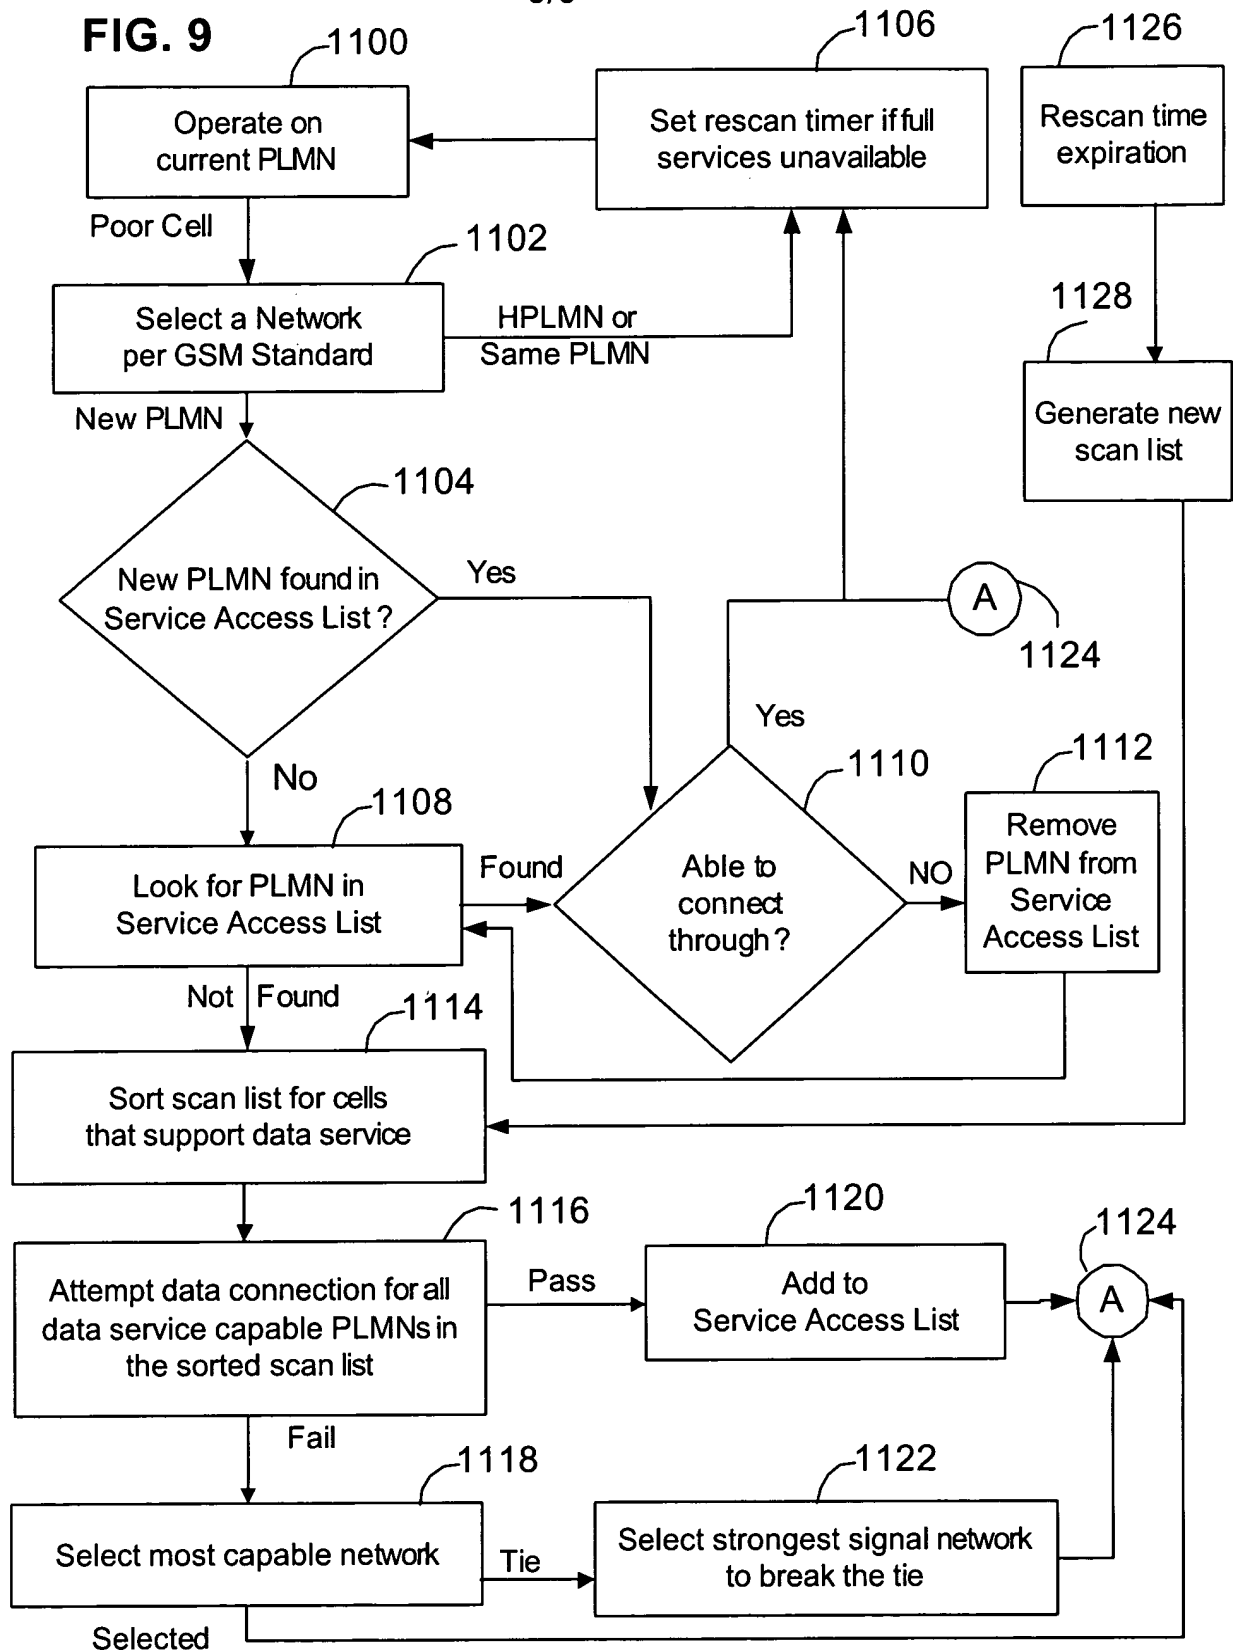 FIG. 9
1100
1106
1126
Operate on
current PLMN
Set rescan timer if full
services unavailable
Rescan time
expiration
Poor Cell
1102
Select a Network
per GSM Standard
HPLMN or
Same PLMN
1128
New PLMN
Generate new
scan list
1104
New PLMN found in
Service Access List ?
Yes
A
1124
Yes
No
1110
1112
1108
Look for PLMN in
Service Access List
Found
Able to
connect
through ?
NO
Remove
PLMN from
Service
Access List
Not Found
1114
Sort scan list for cells
that support data service
1116
1120
1124
Attempt data connection for all
data service capable PLMNs in
the sorted scan list
Pass
Add to
Service Access List
A
Fail
1118
1122
Select most capable network
Tie
Select strongest signal network
to break the tie
Selected